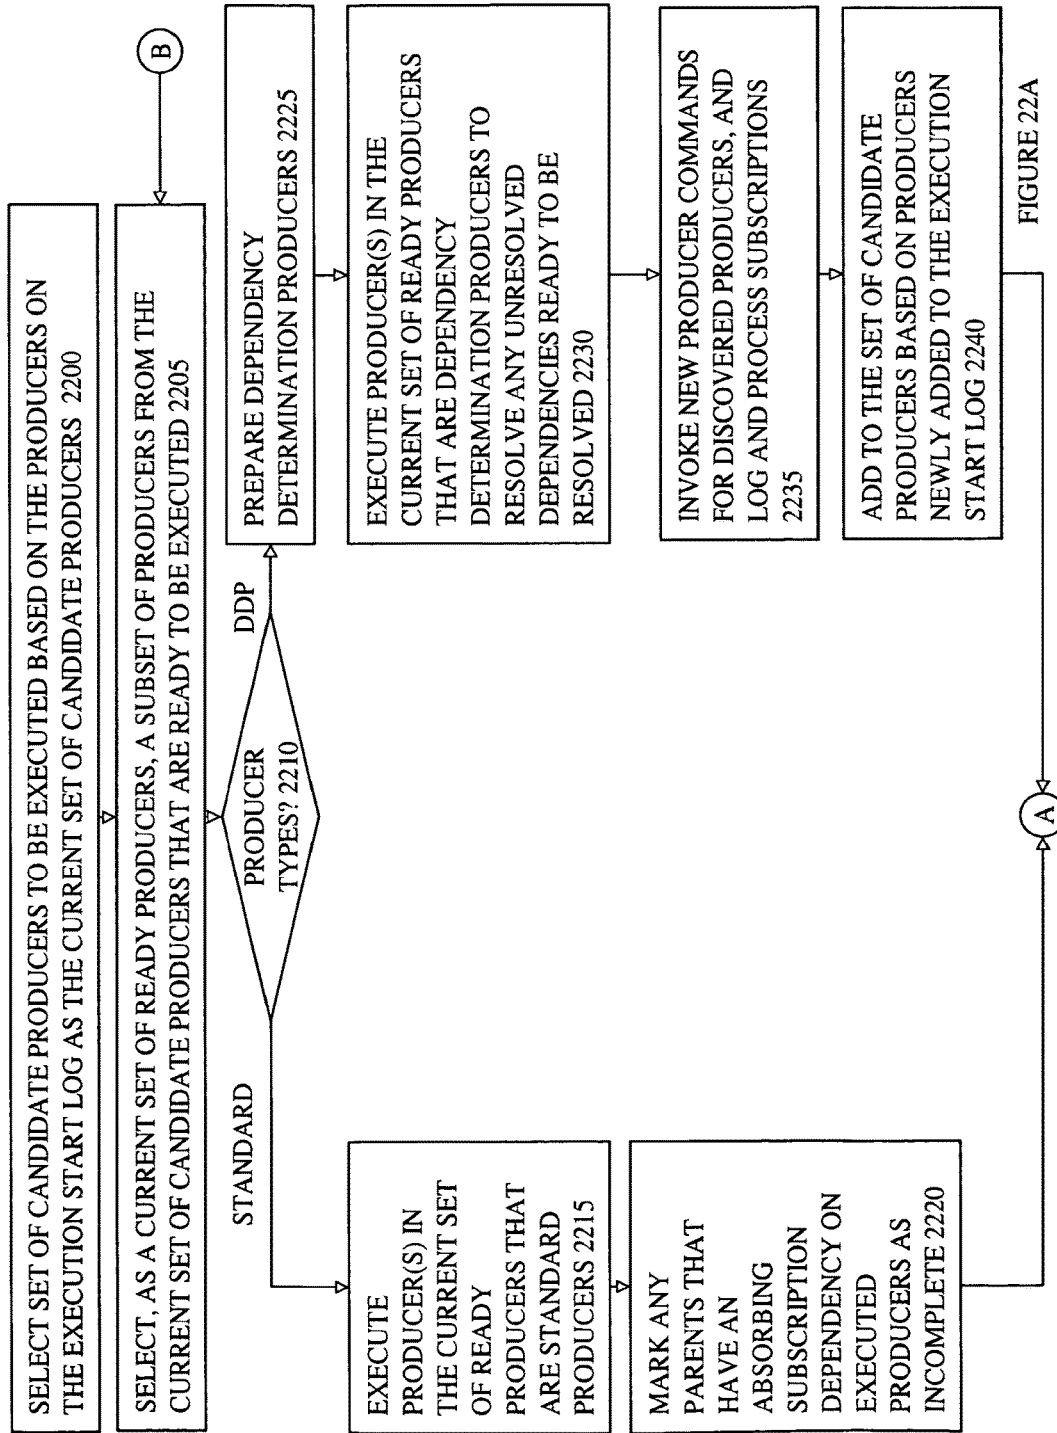 SELECT SET OF CANDIDATE PRODUCERS TO BE EXECUTED BASED ON THE PRODUCERS ON
THE EXECUTION START LOG AS THE CURRENT SET OF CANDIDATE PRODUCERS 2200
B
SELECT, AS A CURRENT SET OF READY PRODUCERS, A SUBSET OF PRODUCERS FROM THE
CURRENT SET OF CANDIDATE PRODUCERS THAT ARE READY TO BE EXECUTED 2205
PRODUCER
TYPES? 2210
STANDARD
DDP
EXECUTE
PRODUCER(S) IN
THE CURRENT SET
OF READY
PRODUCERS THAT
ARE STANDARD
PRODUCERS 2215
MARK ANY
PARENTS THAT
HAVE AN
ABSORBING
SUBSCRIPTION
DEPENDENCY ON
EXECUTED
PRODUCERS AS
INCOMPLETE 2220
PREPARE DEPENDENCY
DETERMINATION PRODUCERS 2225
EXECUTE PRODUCER(S) IN THE
CURRENT SET OF READY PRODUCERS
THAT ARE DEPENDENCY
DETERMINATION PRODUCERS TO
RESOLVE ANY UNRESOLVED
DEPENDENCIES READY TO BE
RESOLVED 2230
INVOKE NEW PRODUCER COMMANDS
FOR DISCOVERED PRODUCERS, AND
LOG AND PROCESS SUBSCRIPTIONS
2235
ADD TO THE SET OF CANDIDATE
PRODUCERS BASED ON PRODUCERS
NEWLY ADDED TO THE EXECUTION
START LOG 2240
A
FIGURE 22A